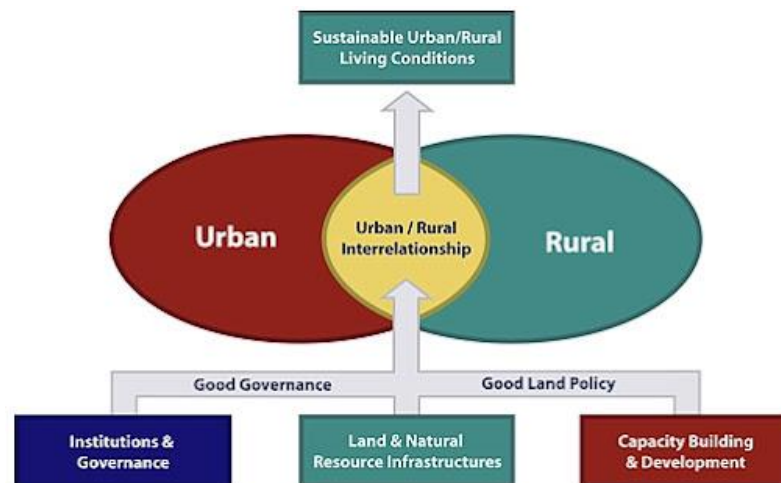 Sustainable Urban/Rural
Living Conditions
Urban
Urban / Rural
Interrelationship
Rural
Good Governance
Good Land Policy
Institutions &
Governance
Land & Natural
Resource Infrastructures
Capacity Building
& Development